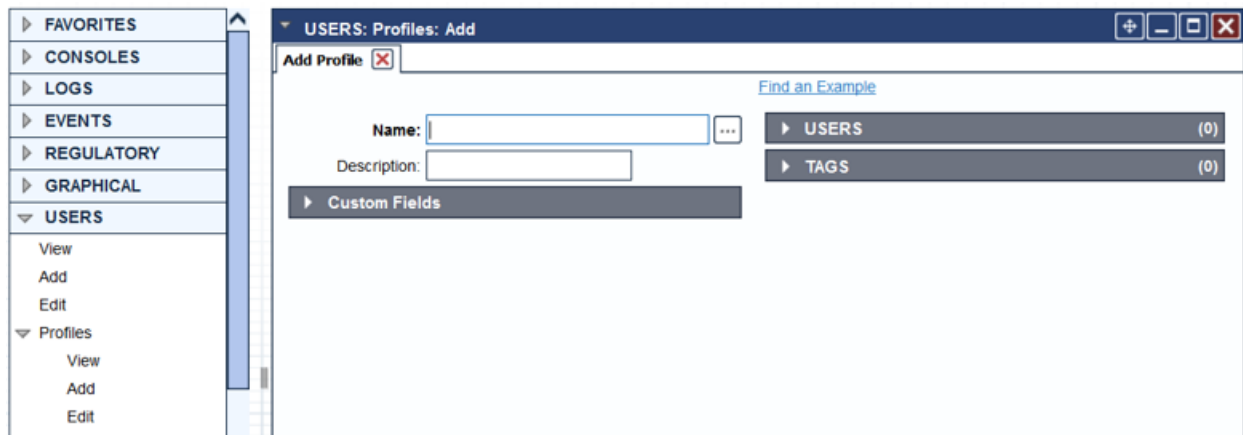 FAVORITES
CONSOLES
LOGS
EVENTS
REGULATORY
GRAPHICAL
USERS
View
Add
Edit
Profiles
View
Add
Edit
USERS: Profiles: Add
Add Profile
Find an Example
Name:
Description:
Custom Fields
USERS (0)
TAGS (0)